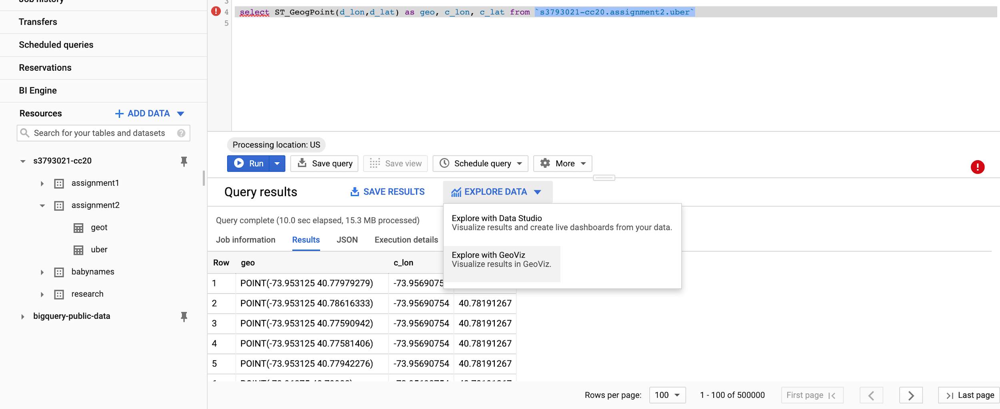 Job history
Transfers
Scheduled queries
Reservations
BI Engine
Resources
ADD DATA
Search for your tables and datasets
s3793021-cc20
assignment1
assignment2
geot
uber
babynames
research
bigquery-public-data
3
4 select ST_GeogPoint(d_lon,d_lat) as geo, c_lon, c_lat from `s3793021-cc20.assignment2.uber`
5
Processing location: US
Run Save query Save view Schedule query More
Query results SAVE RESULTS EXPLORE DATA
Explore with Data Studio
Visualize results and create live dashboards from your data.
Explore with GeoViz
Visualize results in GeoViz.
Query complete (10.0 sec elapsed, 15.3 MB processed)
Job information Results JSON Execution details
Row geo c_lon
1 POINT(-73.953125 40.77979279) -73.9569075
2 POINT(-73.953125 40.78616333) -73.95690754 40.78191267
3 POINT(-73.953125 40.77590942) -73.95690754 40.78191267
4 POINT(-73.953125 40.77581406) -73.95690754 40.78191267
5 POINT(-73.953125 40.77942276) -73.95690754 40.78191267
Rows per page: 100 1 - 100 of 500000 First page Last page